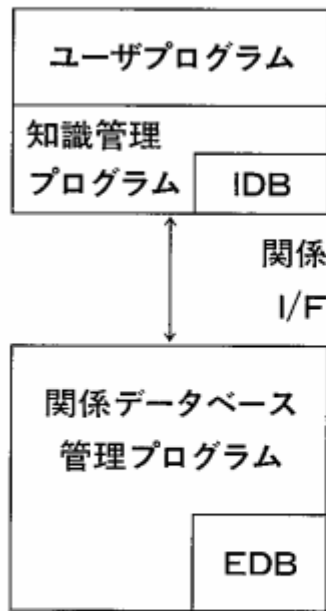 ユーザプログラム
知識管理
プログラム
IDB
関係
I/F
関係データベース
管理プログラム
EDB